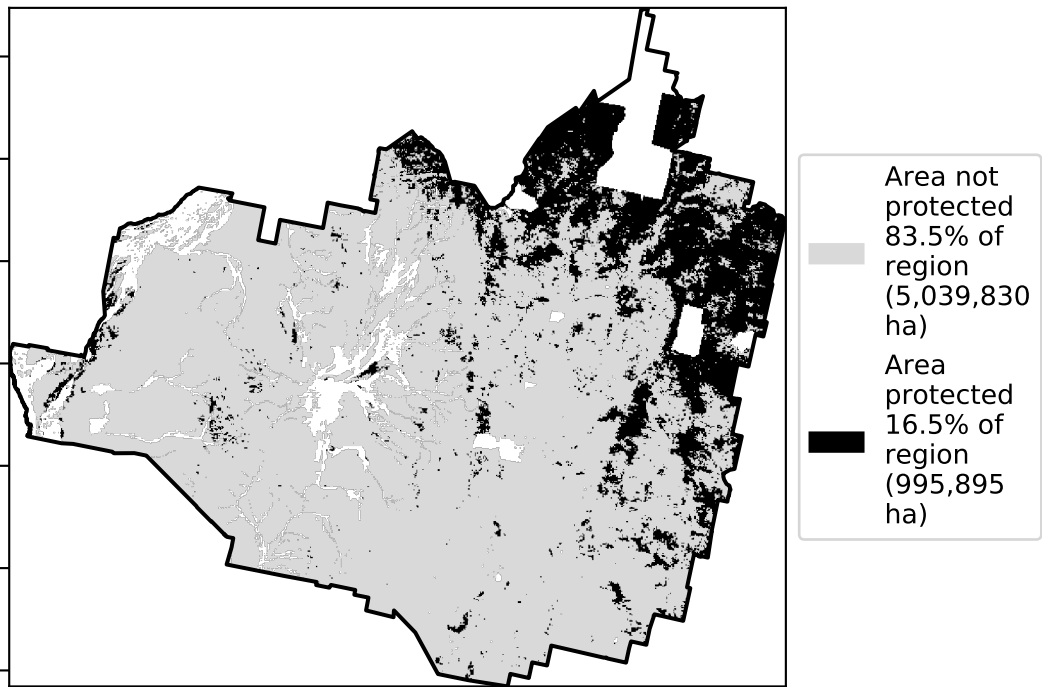 Area not
protected
83.5% of
region
(5,039,830
ha)
Area
protected
16.5% of
region
(995,895
ha)